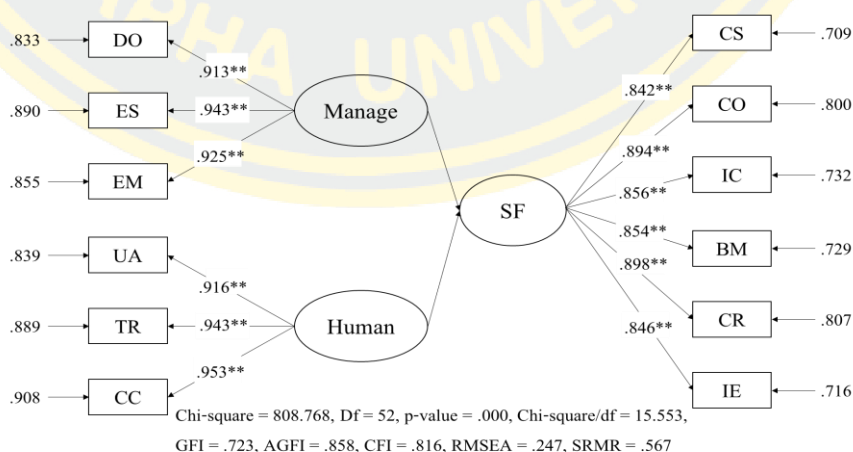 .833 DO CS .709
.913** .842**
.890 ES .943** Manage CO .800
.925** .894**
.855 EM IC .732
.856**
SF
.839 UA .854** BM .729
.916** .898**
.889 TR .943** Human CR .807
.846**
.953**
.908 CC IE .716
Chi-square = 808.768, Df = 52, p-value = .000, Chi-square/df = 15.553,
GFI = .723, AGFI = .858, CFI = .816, RMSEA = .247, SRMR = .567
PHA UNIVE